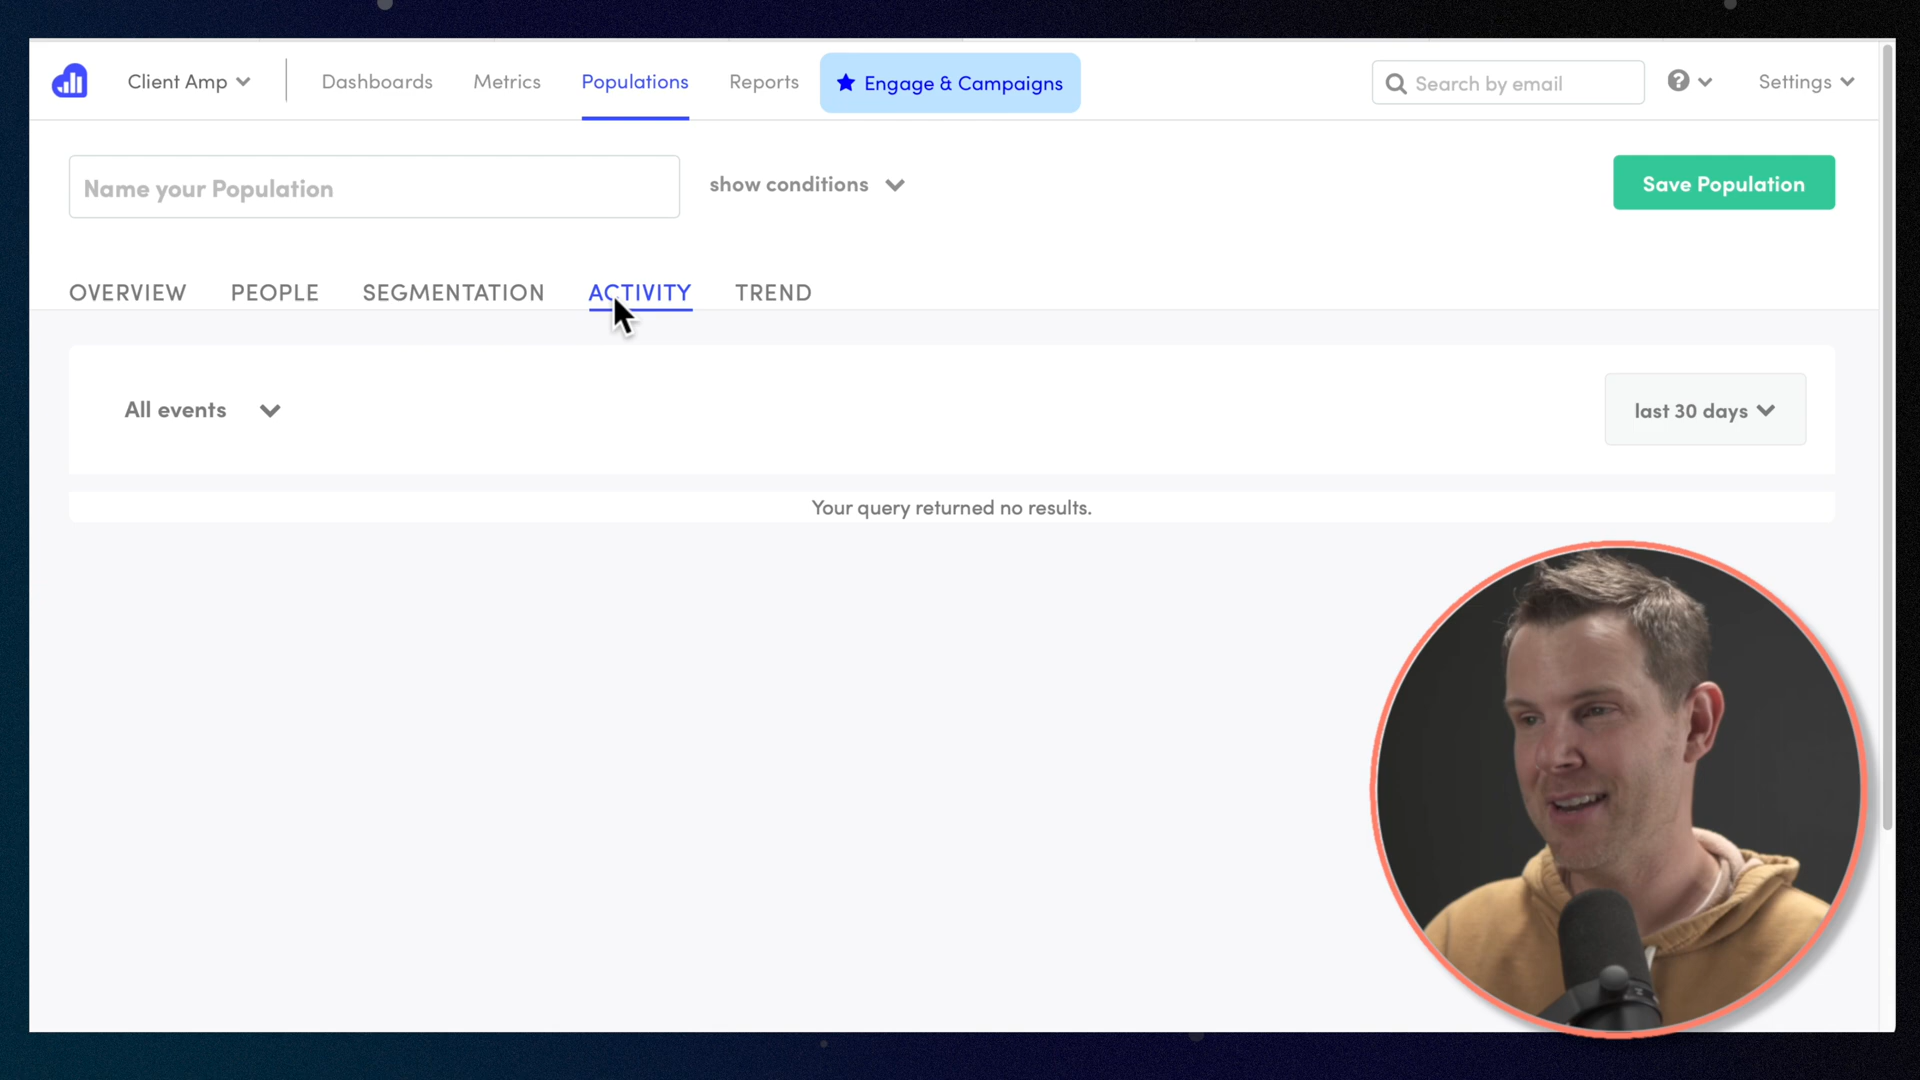 Client Amp
Dashboards
Metrics
Populations
Reports
Engage & Campaigns
Search by email
Settings
Name your Population
show conditions
Save Population
OVERVIEW
PEOPLE
SEGMENTATION
ACTIVITY
TREND
All events
last 30 days
Your query returned no results.